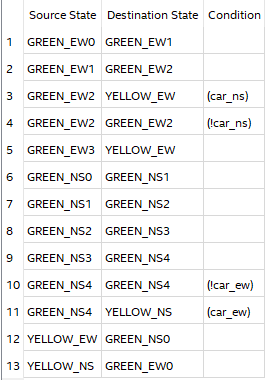 Source State Destination State Condition
1 GREEN_EW0 GREEN_EW1
2 GREEN_EW1 GREEN_EW2
3 GREEN_EW2 YELLOW_EW (car_ns)
4 GREEN_EW2 GREEN_EW2 (!car_ns)
5 GREEN_EW3 YELLOW_EW
6 GREEN_NS0 GREEN_NS1
7 GREEN_NS1 GREEN_NS2
8 GREEN_NS2 GREEN_NS3
9 GREEN_NS3 GREEN_NS4
10 GREEN_NS4 GREEN_NS4 (!car_ew)
11 GREEN_NS4 YELLOW_NS (car_ew)
12 YELLOW_EW GREEN_NS0
13 YELLOW_NS GREEN_EW0